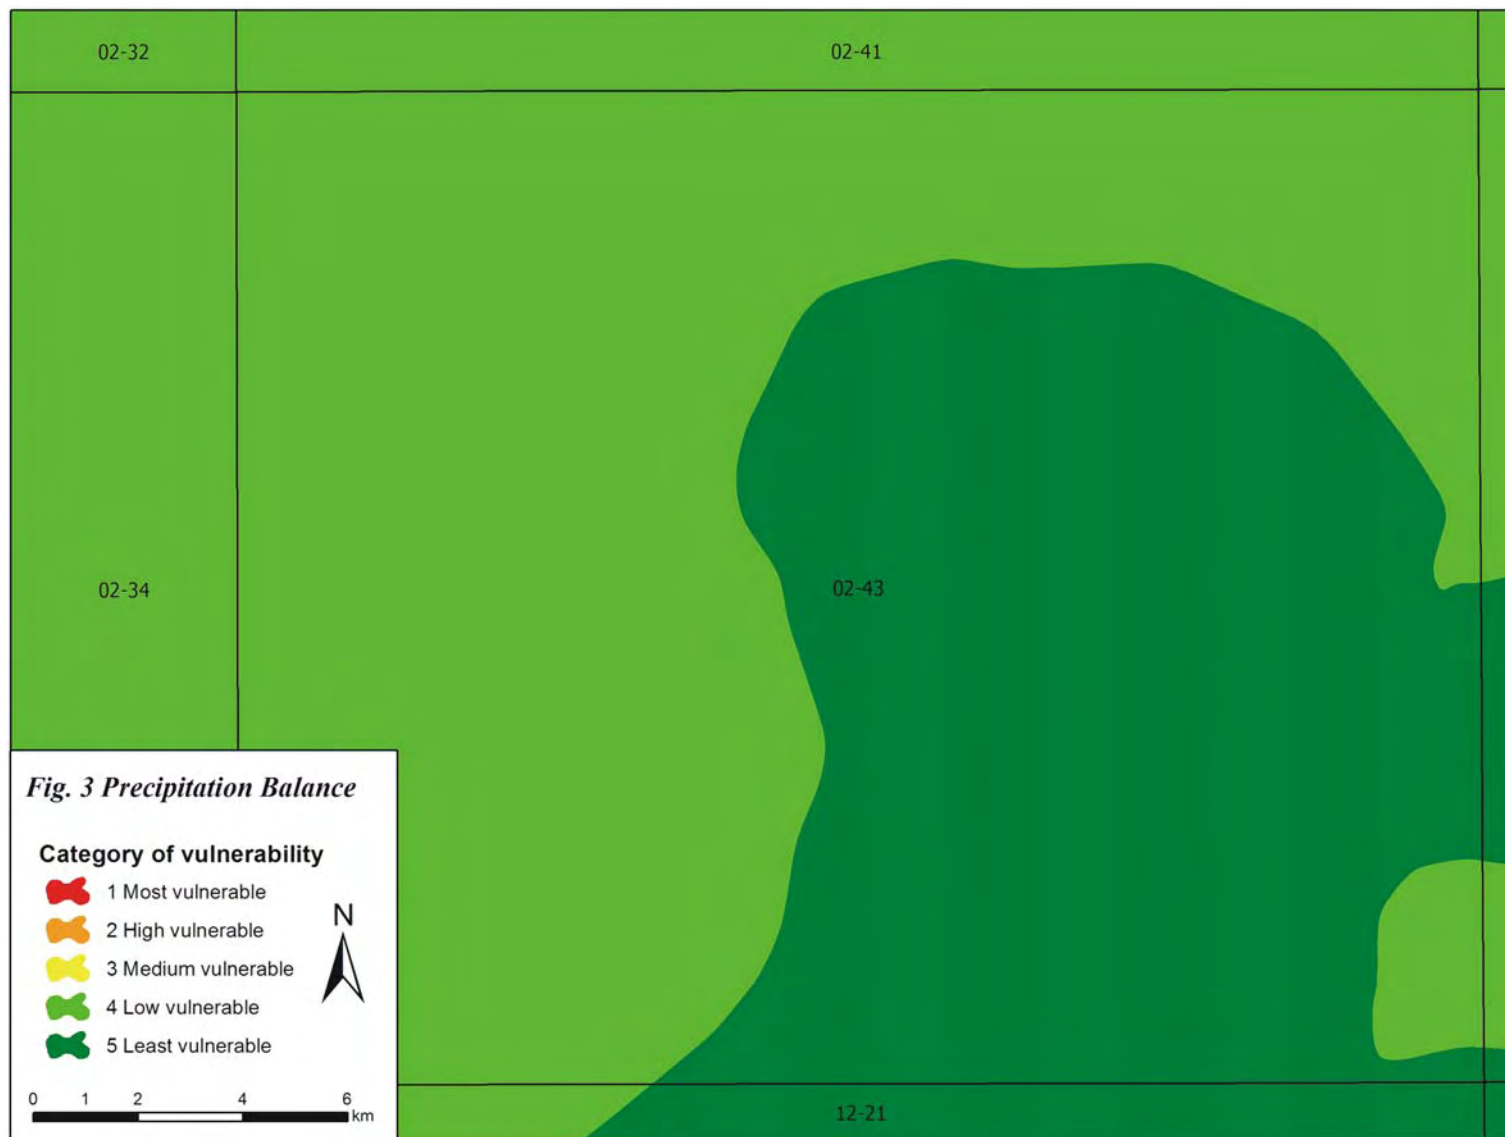 02-32
02-41
02-34
02-43
Fig. 3 Precipitation Balance
Category of vulnerability
1 Most vulnerable
2 High vulnerable
3 Medium vulnerable
4 Low vulnerable
5 Least vulnerable
N
0 1 2 4 6
km
12-21